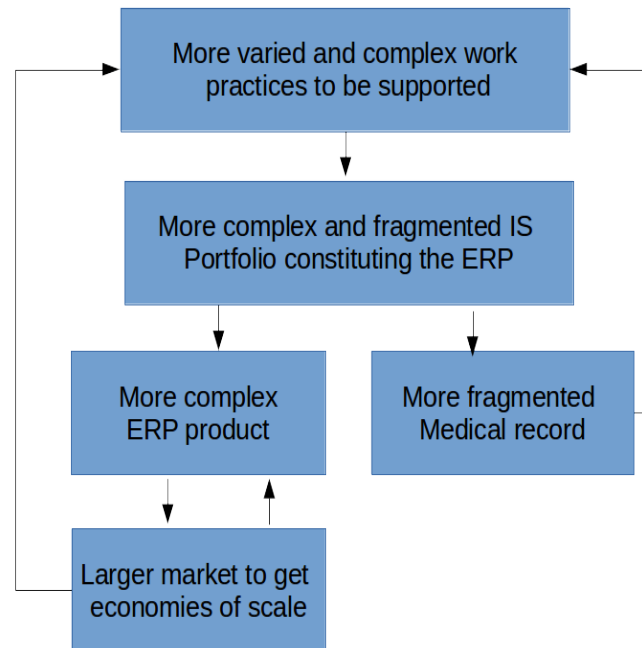 More varied and complex work
practices to be supported
More complex and fragmented IS
Portfolio constituting the ERP
More complex
ERP product
More fragmented
Medical record
Larger market to get
economies of scale